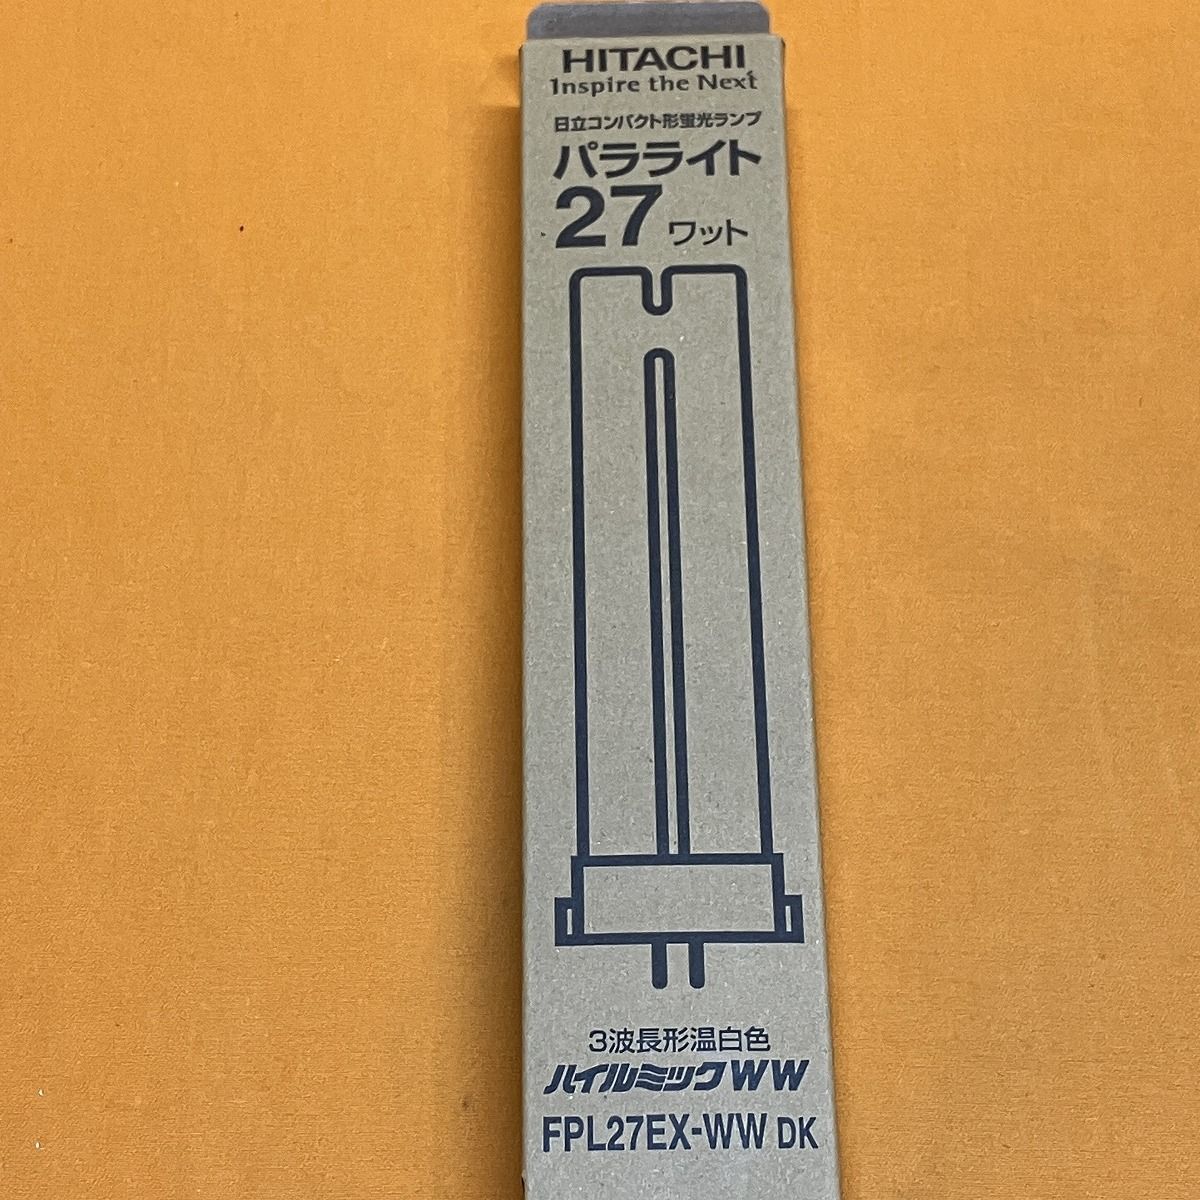 HITACHI
Inspire the Next
日立コンパクト形蛍光ランプ
パラライト
27 ワット
3波長形温白色
ハイルミックWW
FPL27EX-WW DK